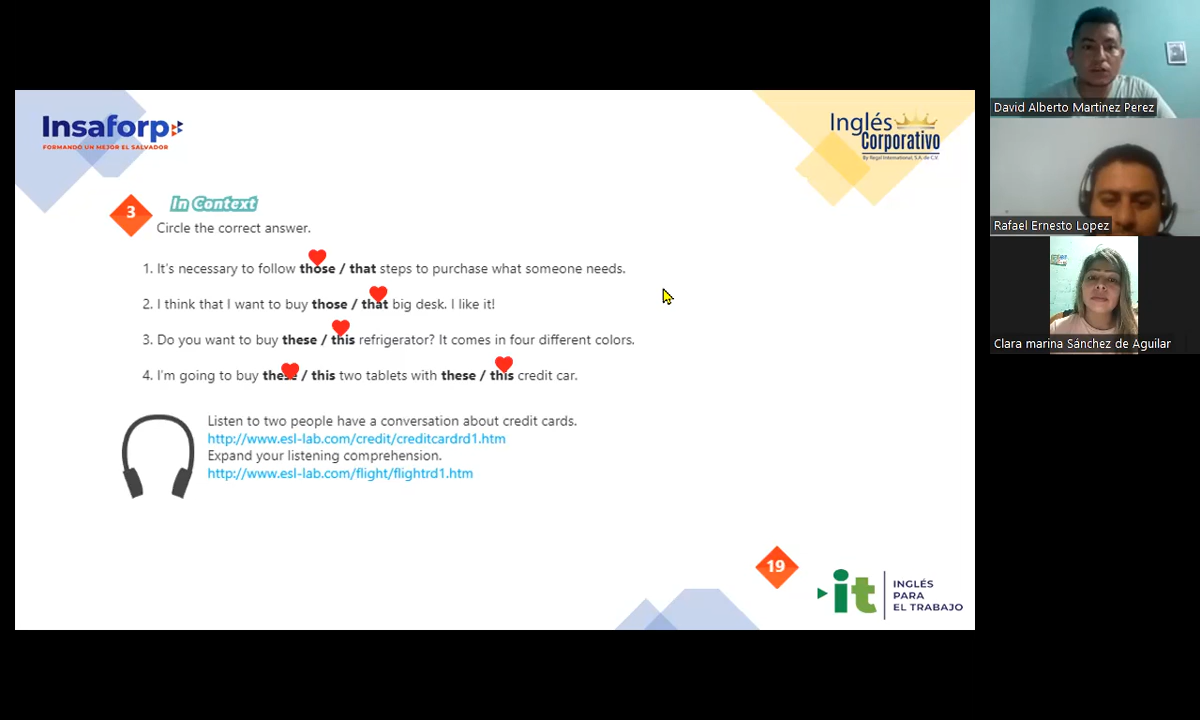 Insaforp
FORMANDO UN MEJOR EL SALVADOR
Inglés
Corporativo
By Regal International, S.A. de C.V.
3
In Context
Circle the correct answer.
1. It's necessary to follow those / that steps to purchase what someone needs.
2. I think that I want to buy those / that big desk. I like it!
3. Do you want to buy these / this refrigerator? It comes in four different colors.
4. I'm going to buy these / this two tablets with these / this credit car.
Listen to two people have a conversation about credit cards.
http://www.esl-lab.com/credit/creditcardrd1.htm
Expand your listening comprehension.
http://www.esl-lab.com/flight/flightrd1.htm
19
it
INGLÉS
PARA
EL TRABAJO
David Alberto Martinez Perez
Rafael Ernesto Lopez
Clara marina Sánchez de Aguilar